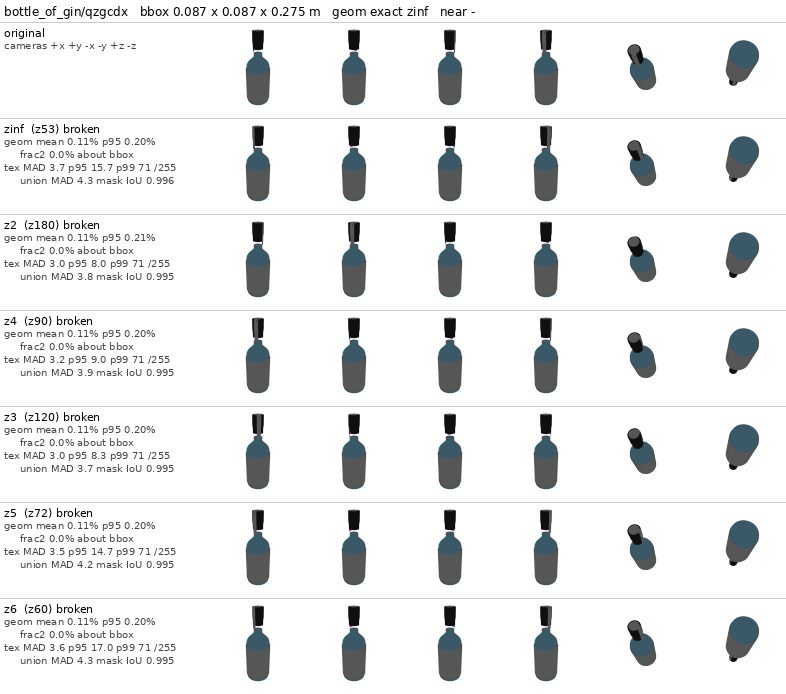 bottle_of_gin/qzgcdx bbox 0.087 x 0.087 x 0.275 m geom exact zinf near -
original
cameras +x +y -x -y +z -z
zinf (z53) broken
geom mean 0.11% p95 0.20%
frac2 0.0% about bbox
tex MAD 3.7 p95 15.7 p99 71 /255
union MAD 4.3 mask IoU 0.996
z2 (z180) broken
geom mean 0.11% p95 0.21%
frac2 0.0% about bbox
tex MAD 3.0 p95 8.0 p99 71 /255
union MAD 3.8 mask IoU 0.995
z4 (z90) broken
geom mean 0.11% p95 0.20%
frac2 0.0% about bbox
tex MAD 3.2 p95 9.0 p99 71 /255
union MAD 3.9 mask IoU 0.995
z3 (z120) broken
geom mean 0.11% p95 0.20%
frac2 0.0% about bbox
tex MAD 3.0 p95 8.3 p99 71 /255
union MAD 3.7 mask IoU 0.995
z5 (z72) broken
geom mean 0.11% p95 0.20%
frac2 0.0% about bbox
tex MAD 3.5 p95 14.7 p99 71 /255
union MAD 4.2 mask IoU 0.995
z6 (z60) broken
geom mean 0.11% p95 0.20%
frac2 0.0% about bbox
tex MAD 3.6 p95 17.0 p99 71 /255
union MAD 4.3 mask IoU 0.995